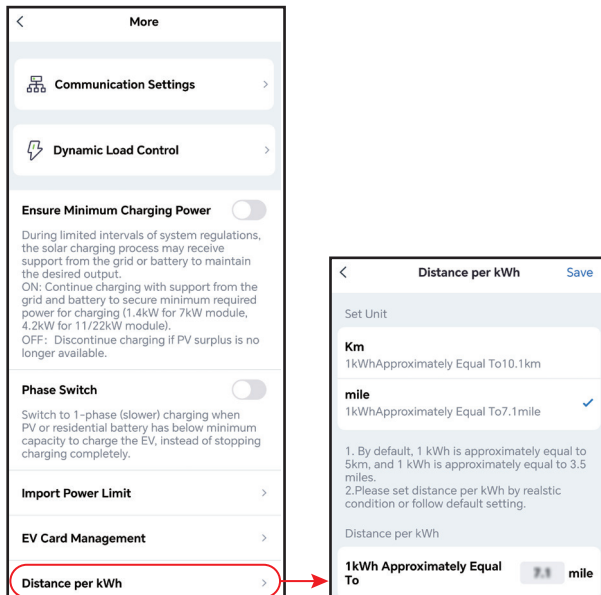 More
Communication Settings
Dynamic Load Control
Ensure Minimum Charging Power
During limited intervals of system regulations,
the solar charging process may receive
support from the grid or battery to maintain
the desired output.
ON: Continue charging with support from the
grid and battery to secure minimum required
power for charging (1.4kW for 7kW module,
4.2kW for 11/22kW module).
OFF: Discontinue charging if PV surplus is no
longer available.
Phase Switch
Switch to 1-phase (slower) charging when
PV or residential battery has below minimum
capacity to charge the EV, instead of stopping
charging completely.
Import Power Limit
EV Card Management
Distance per kWh
Distance per kWh Save
Set Unit
Km
1kWhApproximately Equal To10.1km
mile
1kWhApproximately Equal To7.1mile
1. By default, 1 kWh is approximately equal to
5km, and 1 kWh is approximately equal to 3.5
miles.
2.Please set distance per kWh by realstic
condition or follow default setting.
Distance per kWh
1kWh Approximately Equal
To 7.1 mile